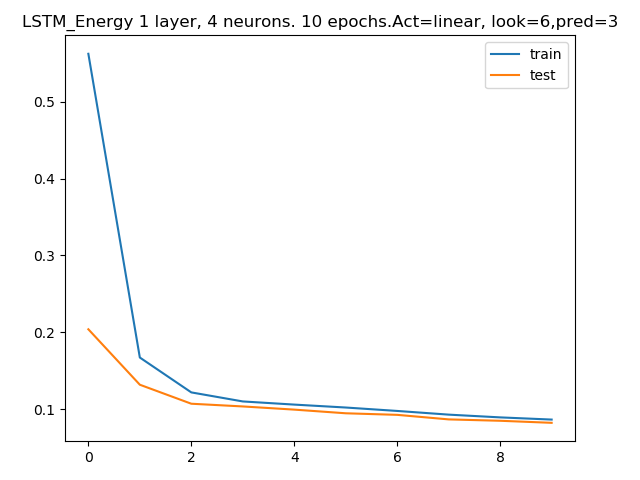 LSTM_Energy 1 layer, 4 neurons. 10 epochs.Act=linear, look=6,pred=3
train
test
0.5
0.4
0.3
0.2
0.1
0 2 4 6 8